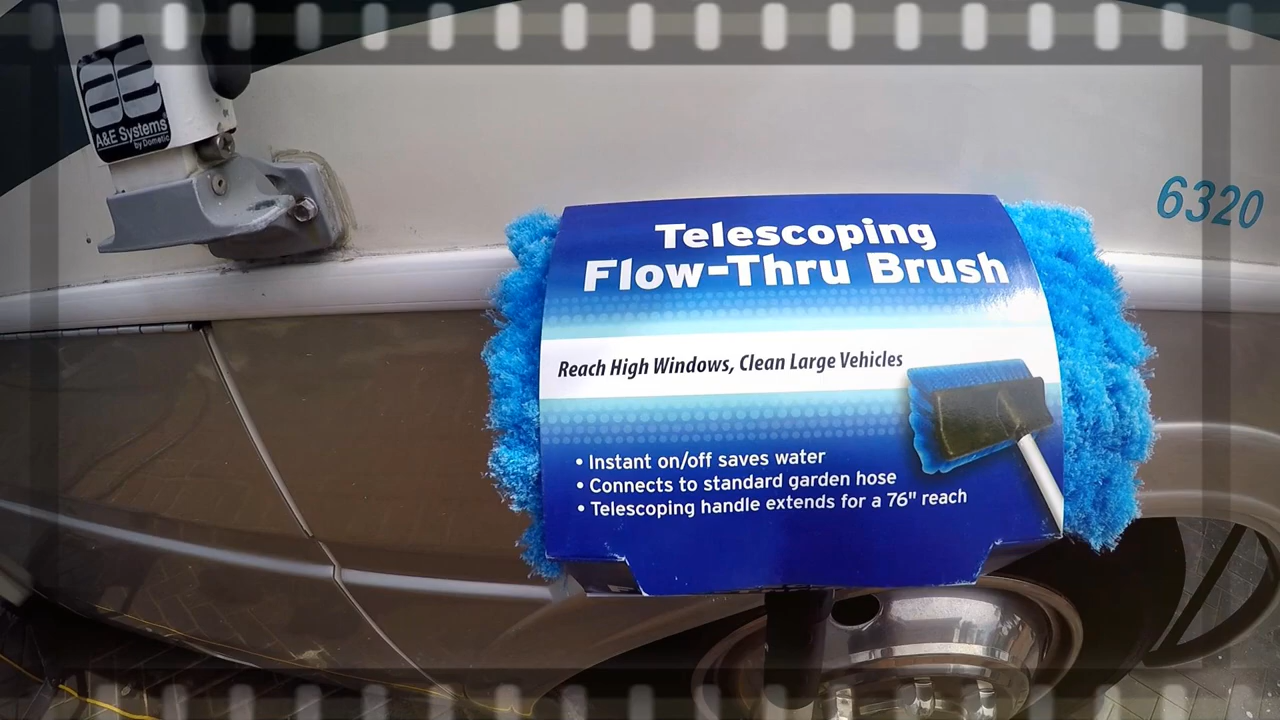 A&E Systems
by Dometic
6320
Telescoping
Flow-Thru Brush
Reach High Windows, Clean Large Vehicles
• Instant on/off saves water
• Connects to standard garden hose
• Telescoping handle extends for a 76" reach